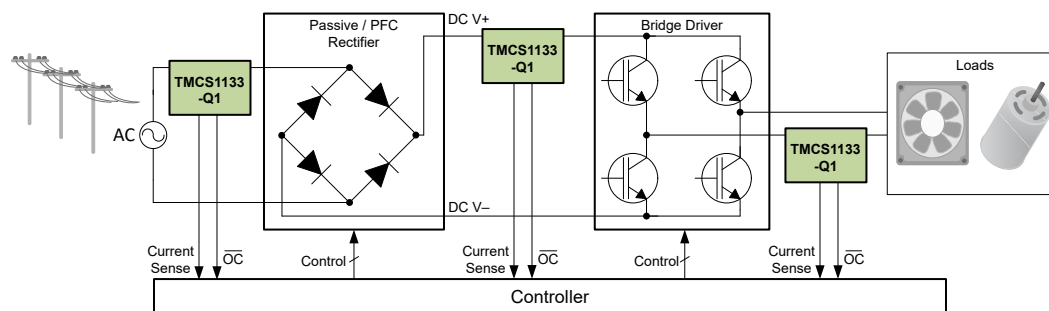 Passive / PFC
Rectifier
DC V+
TMCS1133
-Q1
Bridge Driver
Loads
TMCS1133
-Q1
AC
TMCS1133
-Q1
DC V–
Current
Sense
OC
Control
Current
Sense
OC
Control
Current
Sense
OC
Controller